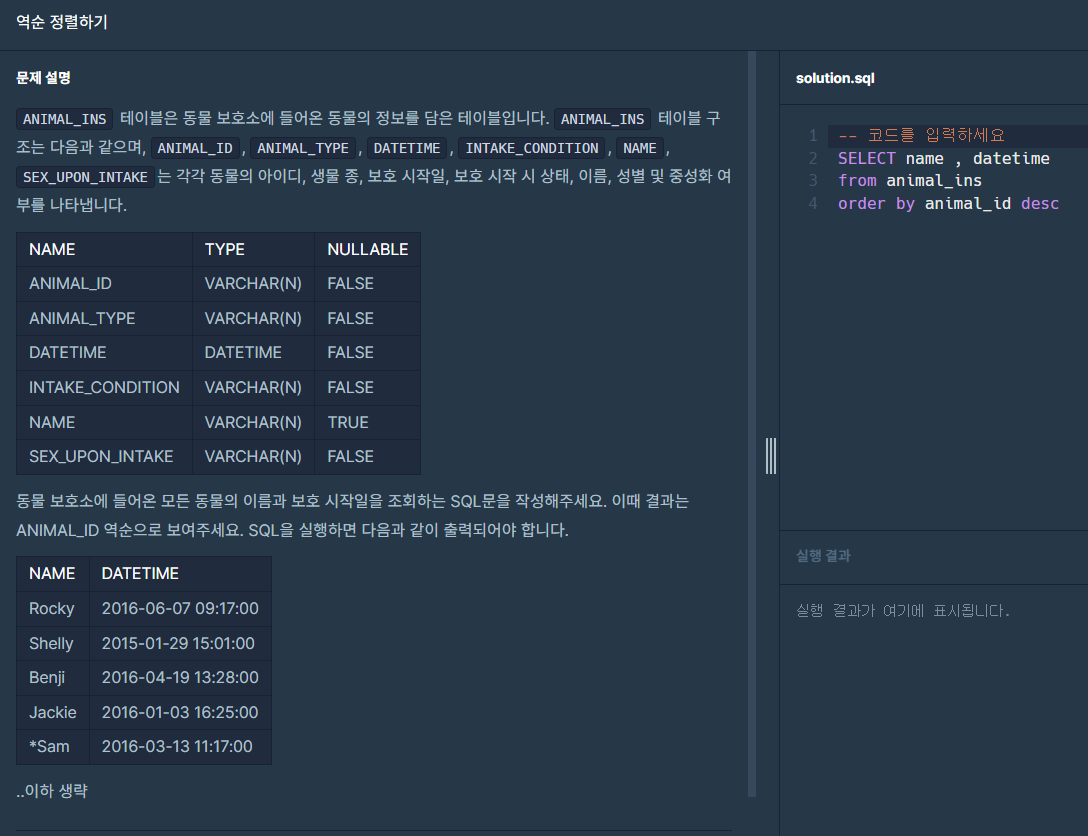 역순 정렬하기
문제 설명
ANIMAL_INS 테이블은 동물 보호소에 들어온 동물의 정보를 담은 테이블입니다. ANIMAL_INS 테이블 구
조는 다음과 같으며, ANIMAL_ID , ANIMAL_TYPE , DATETIME , INTAKE_CONDITION , NAME ,
SEX_UPON_INTAKE 는 각각 동물의 아이디, 생물 종, 보호 시작일, 보호 시작 시 상태, 이름, 성별 및 중성화 여
부를 나타냅니다.
NAME TYPE NULLABLE
ANIMAL_ID VARCHAR(N) FALSE
ANIMAL_TYPE VARCHAR(N) FALSE
DATETIME DATETIME FALSE
INTAKE_CONDITION VARCHAR(N) FALSE
NAME VARCHAR(N) TRUE
SEX_UPON_INTAKE VARCHAR(N) FALSE
동물 보호소에 들어온 모든 동물의 이름과 보호 시작일을 조회하는 SQL문을 작성해주세요. 이때 결과는
ANIMAL_ID 역순으로 보여주세요. SQL을 실행하면 다음과 같이 출력되어야 합니다.
NAME DATETIME
Rocky 2016-06-07 09:17:00
Shelly 2015-01-29 15:01:00
Benji 2016-04-19 13:28:00
Jackie 2016-01-03 16:25:00
*Sam 2016-03-13 11:17:00
..이하 생략
solution.sql
1 -- 코드를 입력하세요
2 SELECT name , datetime
3 from animal_ins
4 order by animal_id desc
실행 결과
실행 결과가 여기에 표시됩니다.